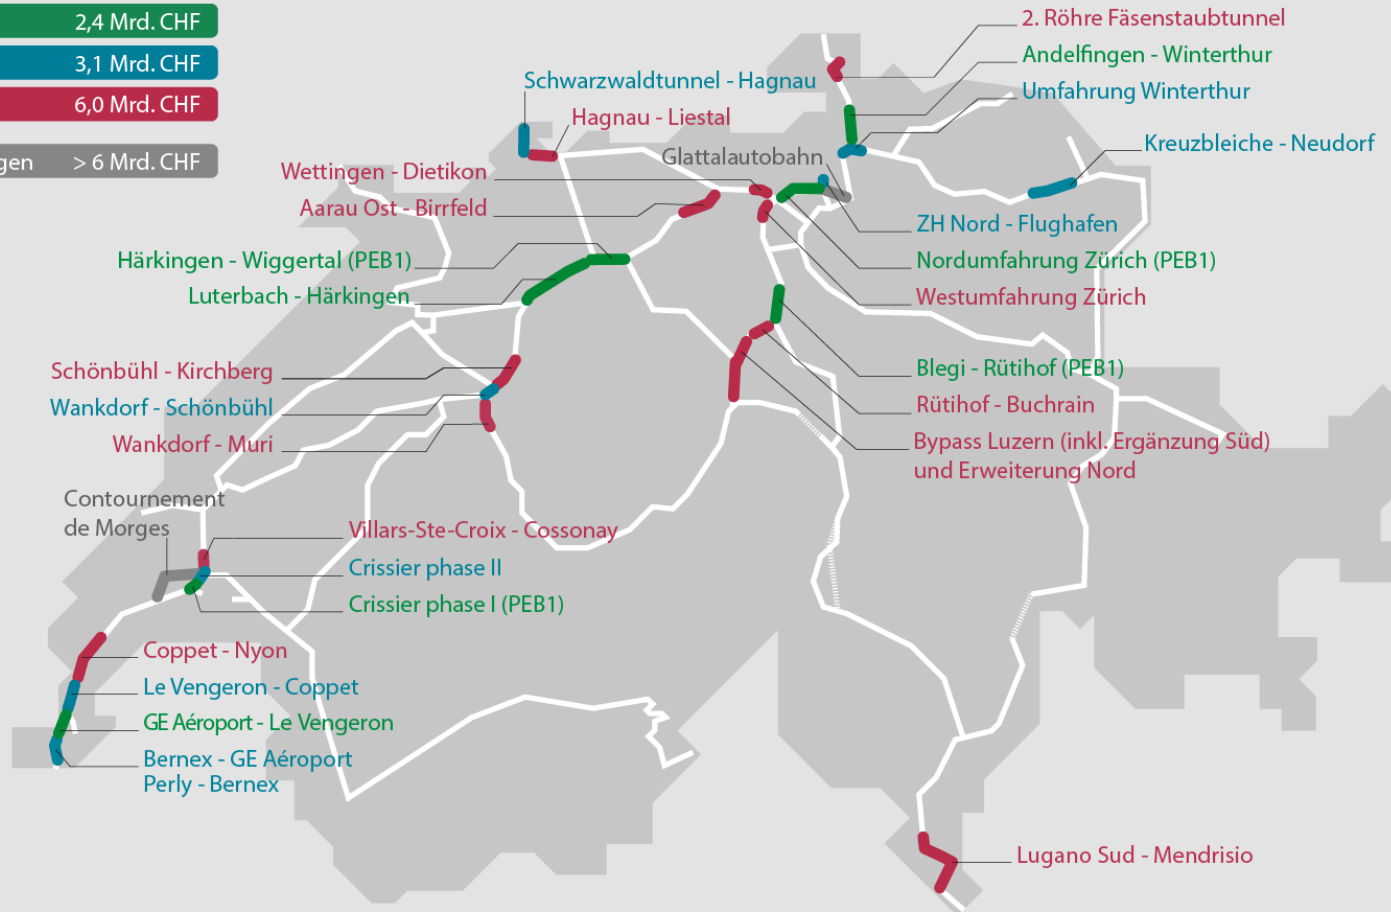 2,4 Mrd. CHF
3,1 Mrd. CHF
6,0 Mrd. CHF
gen > 6 Mrd. CHF
2. Röhre Fäsenstaubtunnel
Andelfingen - Winterthur
Umfahrung Winterthur
Schwarzwaldtunnel - Hagnau
Hagnau - Liestal
Glattalautobahn
Kreuzbleiche - Neudorf
Wettingen - Dietikon
Aarau Ost - Birrfeld
ZH Nord - Flughafen
Härkingen - Wiggertal (PEB1)
Nordumfahrung Zürich (PEB1)
Luterbach - Härkingen
Westumfahrung Zürich
Schönbühl - Kirchberg
Blegi - Rütihof (PEB1)
Wankdorf - Schönbühl
Rütihof - Buchrain
Wankdorf - Muri
Bypass Luzern (inkl. Ergänzung Süd)
und Erweiterung Nord
Contournement
de Morges
Villars-Ste-Croix - Cossonay
Crissier phase II
Crissier phase I (PEB1)
Coppet - Nyon
Le Vengeron - Coppet
GE Aéroport - Le Vengeron
Bernex - GE Aéroport
Perly - Bernex
Lugano Sud - Mendrisio